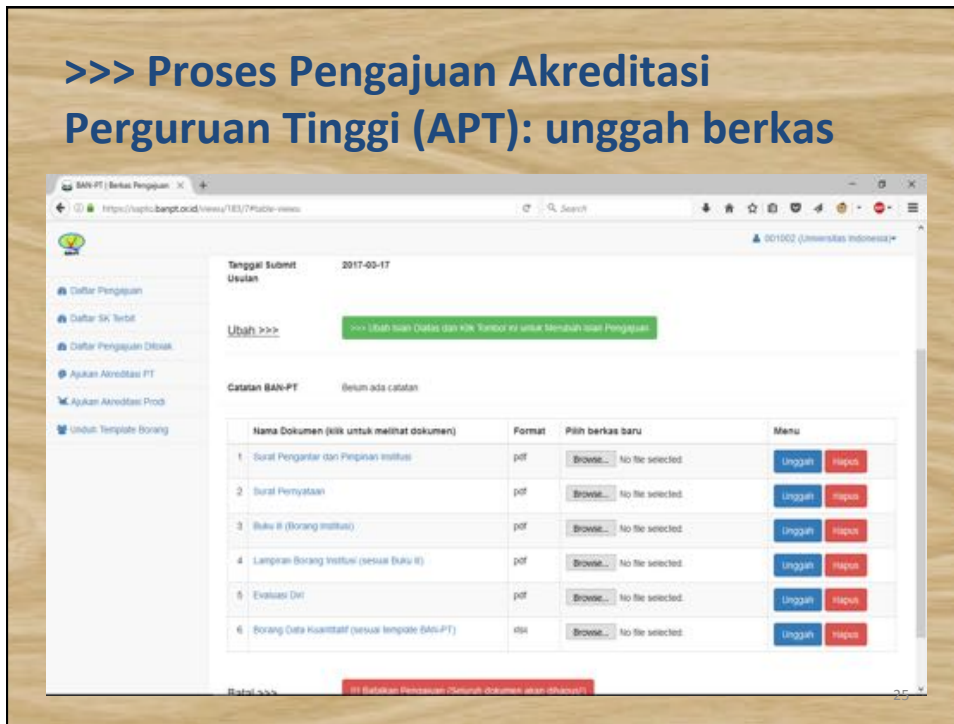 >>> Proses Pengajuan Akreditasi
Perguruan Tinggi (APT): unggah berkas
BAN-PT | Berkas Pengajuan
Search
001002 (Universitas Indonesia)
Tanggal Submit 2017-03-17
Usulan
Daftar Pengajuan
Daftar SK Terbit
Ubah >>> >>> Ubah Isian Diatas dan Klik Tombol ini untuk Merubah Isian Pengajuan
Daftar Pengajuan Ditolak
Ajukan Akreditasi PT
Catatan BAN-PT Belum ada catatan
Ajukan Akreditasi Prodi
Unduh Template Borang
Nama Dokumen (klik untuk melihat dokumen) Format Pilih berkas baru Menu
1 Surat Pengantar dari Pimpinan Institusi pdf Browse... No file selected. Unggah Hapus
2 Surat Pernyataan pdf Browse... No file selected. Unggah Hapus
3 Buku III (Borang Institusi) pdf Browse... No file selected. Unggah Hapus
4 Lampiran Borang Institusi (sesuai Buku III) pdf Browse... No file selected. Unggah Hapus
5 Evaluasi Diri pdf Browse... No file selected. Unggah Hapus
6 Borang Data Kuantitatif (sesuai template BAN-PT) xlsx Browse... No file selected. Unggah Hapus
Batal >>> !!! Batalkan Pengajuan (Seluruh dokumen akan dihapus!)
25